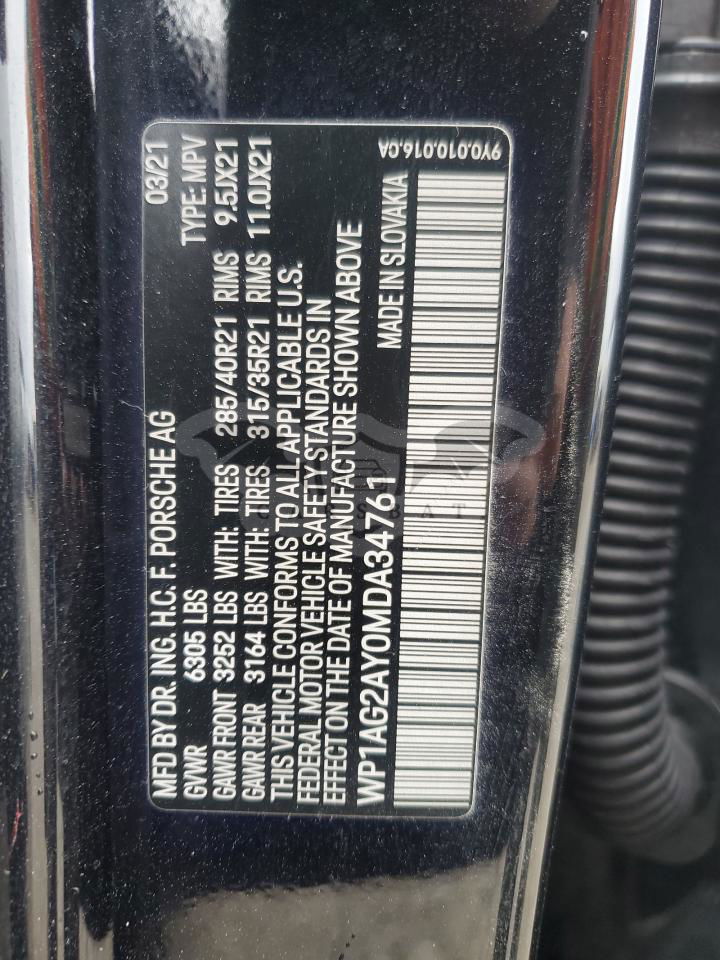 MFD BY DR. ING. H.C. F. PORSCHE AG 03/21
GVWR 6305 LBS TYPE: MPV
GAWR FRONT 3252 LBS WITH: TIRES 285/40R21 RIMS 9.5JX21
GAWR REAR 3164 LBS WITH: TIRES. 315/35R21 RIMS 11.0JX21
THIS VEHICLE CONFORMS TO ALL APPLICABLE U.S.
FEDERAL MOTOR VEHICLE SAFETY STANDARDS IN
EFFECT ON THE DATE OF MANUFACTURE SHOWN ABOVE
WP1AG2AY0MDA34761 MADE IN SLOVAKIA
9Y0.010.016.CA